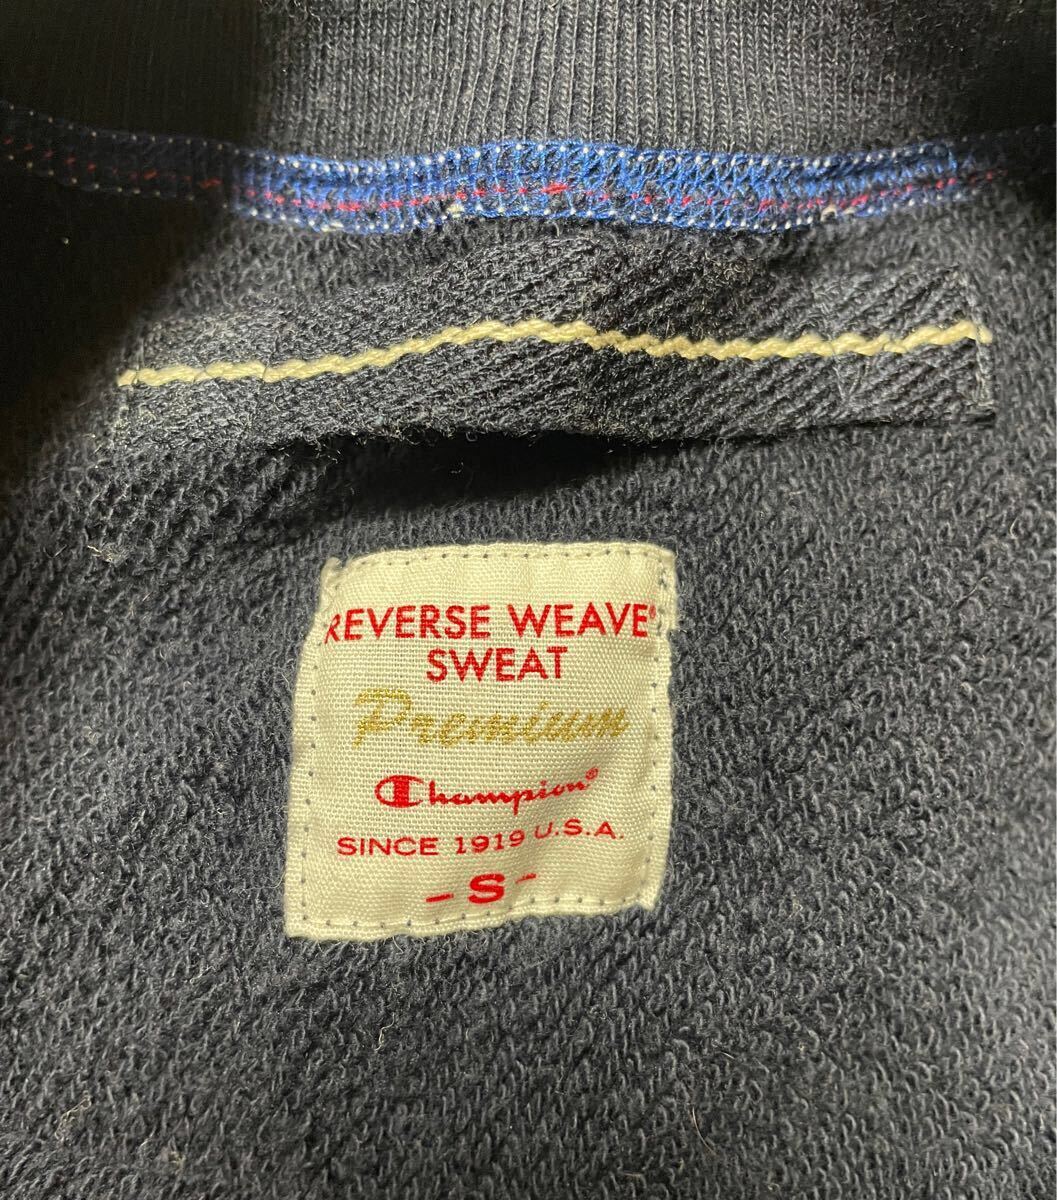 REVERSE WEAVE®
SWEAT
Premium
Champion®
SINCE 1919 U.S.A.
- S -